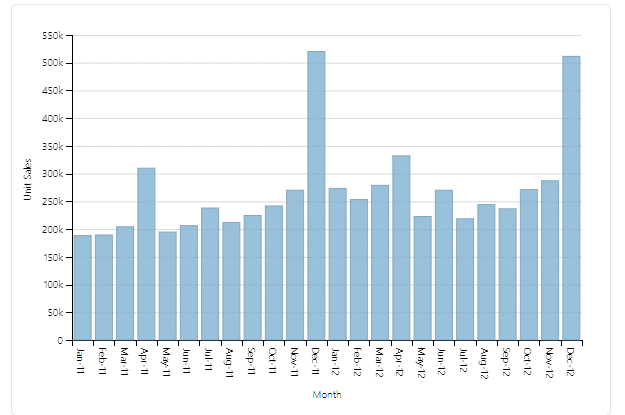 550k
500k
450k
400k
350k
300k
250k
200k
150k
100k
50k
0
Unit Sales
Jan-11
Feb-11
Mar-11
Apr-11
May-11
Jun-11
Jul-11
Aug-11
Sep-11
Oct-11
Nov-11
Dec-11
Jan-12
Feb-12
Mar-12
Apr-12
May-12
Jun-12
Jul-12
Aug-12
Sep-12
Oct-12
Nov-12
Dec-12
Month